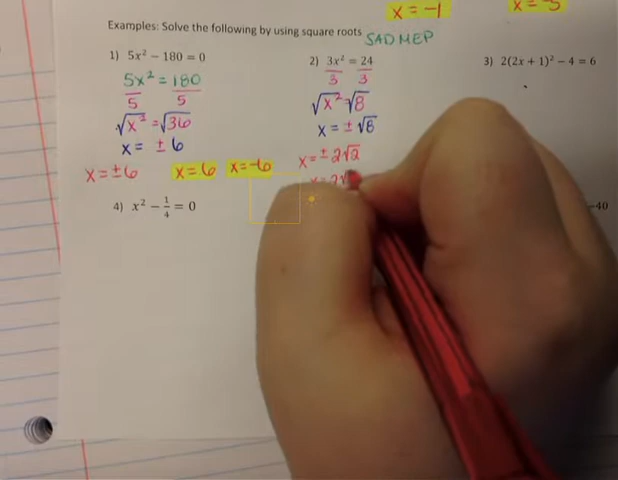 x = -1 x = -5
Examples: Solve the following by using square roots SADMEP
1) 5x² − 180 = 0
5x² = 180
5 5
√x² = √36
x = ± 6
x = ±6 x = 6 x = -6
2) 3x² = 24
3 3
√x² = √8
x = ± √8
x = ± 2√2
x = 2√
3) 2(2x + 1)² − 4 = 6
4) x² − 1/4 = 0
−40